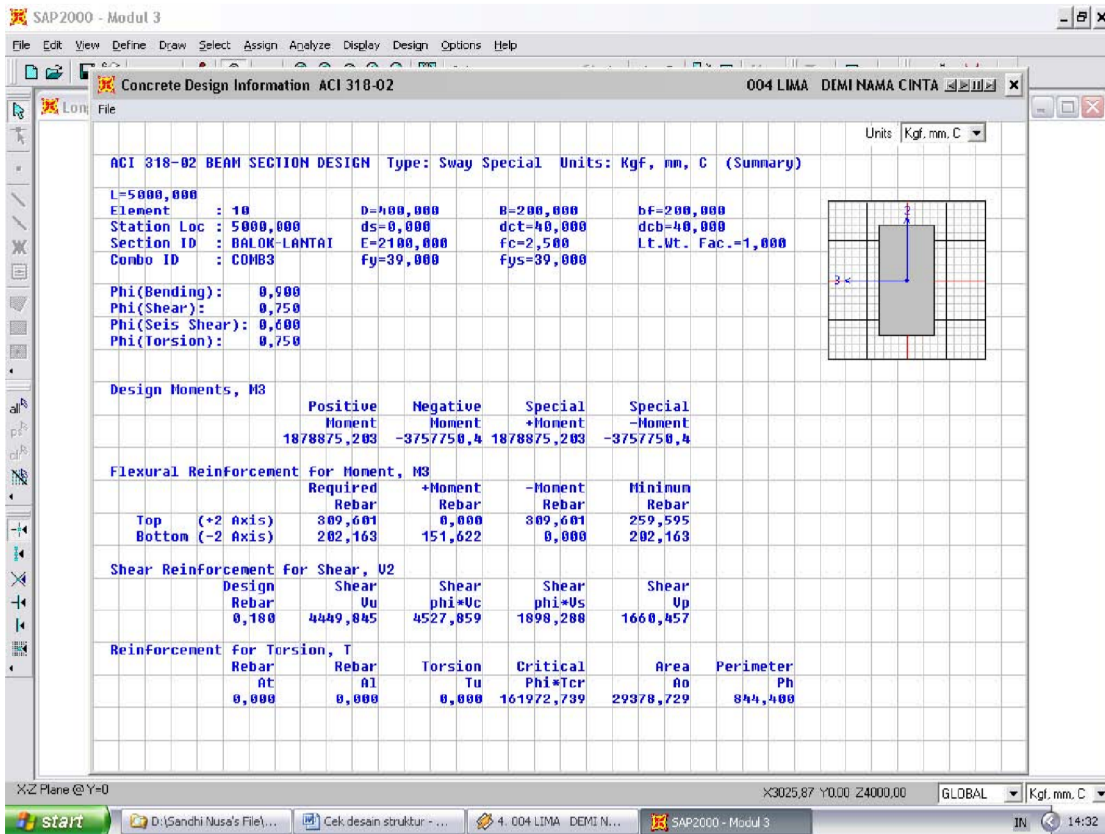 SAP2000 - Modul 3
File Edit View Define Draw Select Assign Analyze Display Design Options Help
Concrete Design Information ACI 318-02 004 LIMA DEMI NAMA CINTA
File
Units Kgf, mm, C
ACI 318-02 BEAM SECTION DESIGN Type: Sway Special Units: Kgf, mm, C (Summary)
L=5000,000
Element : 10 D=400,000 B=200,000 bf=200,000
Station Loc : 5000,000 ds=0,000 dct=40,000 dcb=40,000
Section ID : BALOK-LANTAI E=2100,000 fc=2,500 Lt.Wt. Fac.=1,000
Combo ID : COMB3 fy=39,000 fys=39,000
Phi(Bending): 0,900
Phi(Shear): 0,750
Phi(Seis Shear): 0,600
Phi(Torsion): 0,750
2
3
Design Moments, M3
Positive Negative Special Special
Moment Moment +Moment -Moment
1878875,203 -3757750,4 1878875,203 -3757750,4
Flexural Reinforcement for Moment, M3
Required +Moment -Moment Minimum
Rebar Rebar Rebar Rebar
Top (+2 Axis) 309,601 0,000 309,601 259,595
Bottom (-2 Axis) 202,163 151,622 0,000 202,163
Shear Reinforcement for Shear, V2
Design Shear Shear Shear Shear
Rebar Vu phi*Vc phi*Vs Vp
0,180 4449,845 4527,859 1898,288 1660,457
Reinforcement for Torsion, T
Rebar Rebar Torsion Critical Area Perimeter
At Al Tu Phi*Tcr Ao Ph
0,000 0,000 0,000 161972,739 29378,729 844,400
X-Z Plane @ Y=0 X3025,87 Y0.00 Z4000,00 GLOBAL Kgf, mm, C
start D:\Sandhi Nusa's File\... Cek desain struktur - ... 4. 004 LIMA DEMI N... SAP2000 - Modul 3 IN 14:32